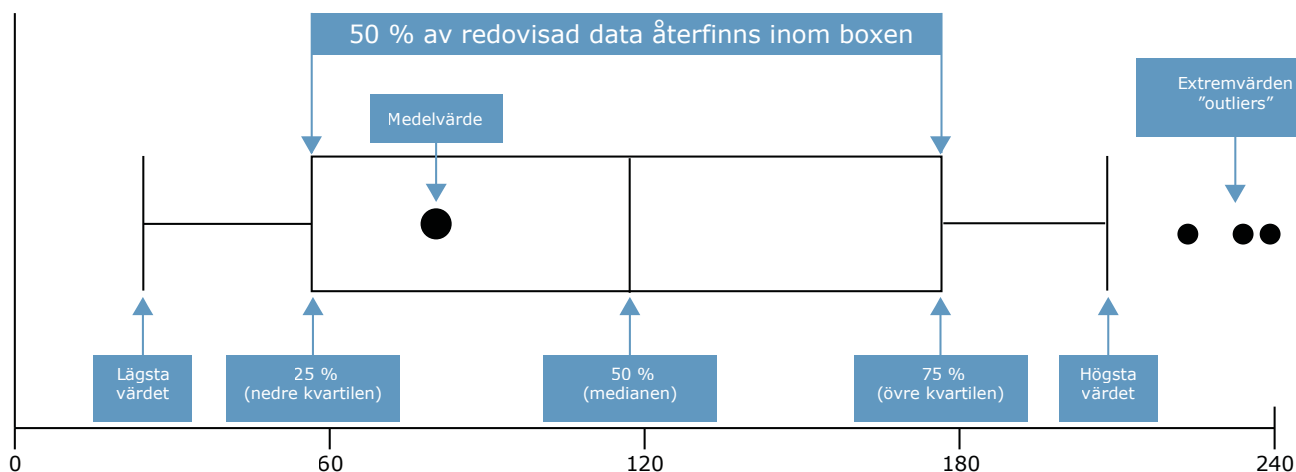 50 % av redovisad data återfinns inom boxen
Extremvärden
”outliers”
Medelvärde
Lägsta
värdet
25 %
(nedre kvartilen)
50 %
(medianen)
75 %
(övre kvartilen)
Högsta
värdet
0
60
120
180
240